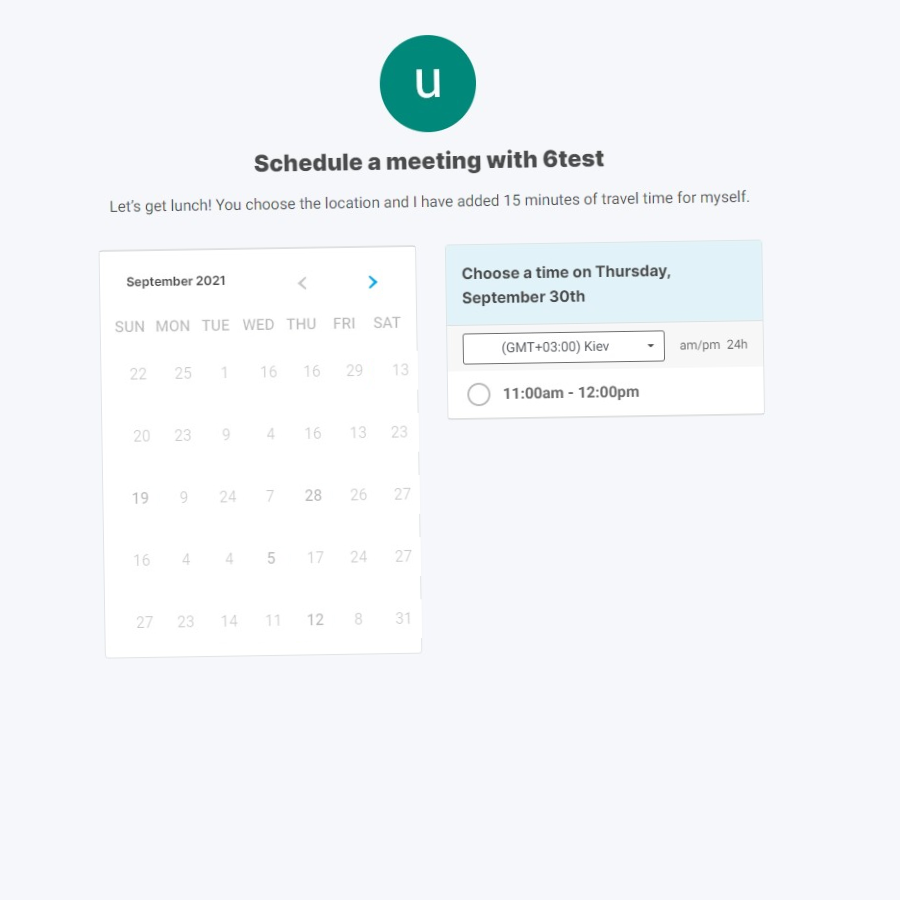 u
Schedule a meeting with 6test
Let's get lunch! You choose the location and I have added 15 minutes of travel time for myself.
September 2021
SUN MON TUE WED THU FRI SAT
22 25 1 16 16 29 13
20 23 9 4 16 13 23
19 9 24 7 28 26 27
16 4 4 5 17 24 27
27 23 14 11 12 8 31
Choose a time on Thursday,
September 30th
(GMT+03:00) Kiev am/pm 24h
11:00am - 12:00pm